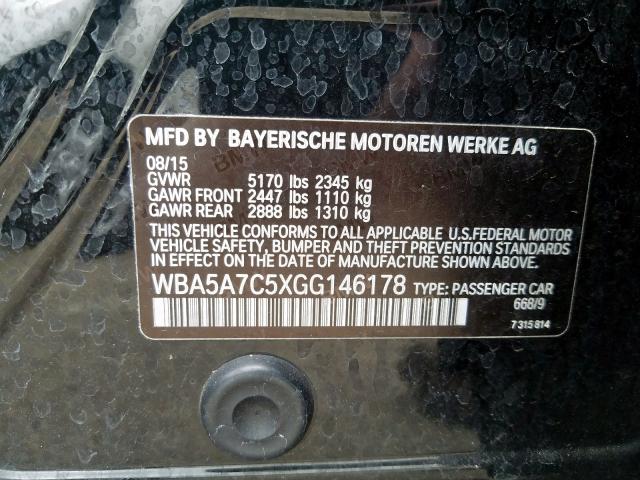 MFD BY BAYERISCHE MOTOREN WERKE AG
08/15
GVWR 5170 lbs 2345 kg
GAWR FRONT 2447 lbs 1110 kg
GAWR REAR 2888 lbs 1310 kg
THIS VEHICLE CONFORMS TO ALL APPLICABLE U.S.FEDERAL MOTOR
VEHICLE SAFETY, BUMPER AND THEFT PREVENTION STANDARDS
IN EFFECT ON THE DATE OF MANUFACTURE SHOWN ABOVE.
WBA5A7C5XGG146178 TYPE: PASSENGER CAR
668/9
7315814